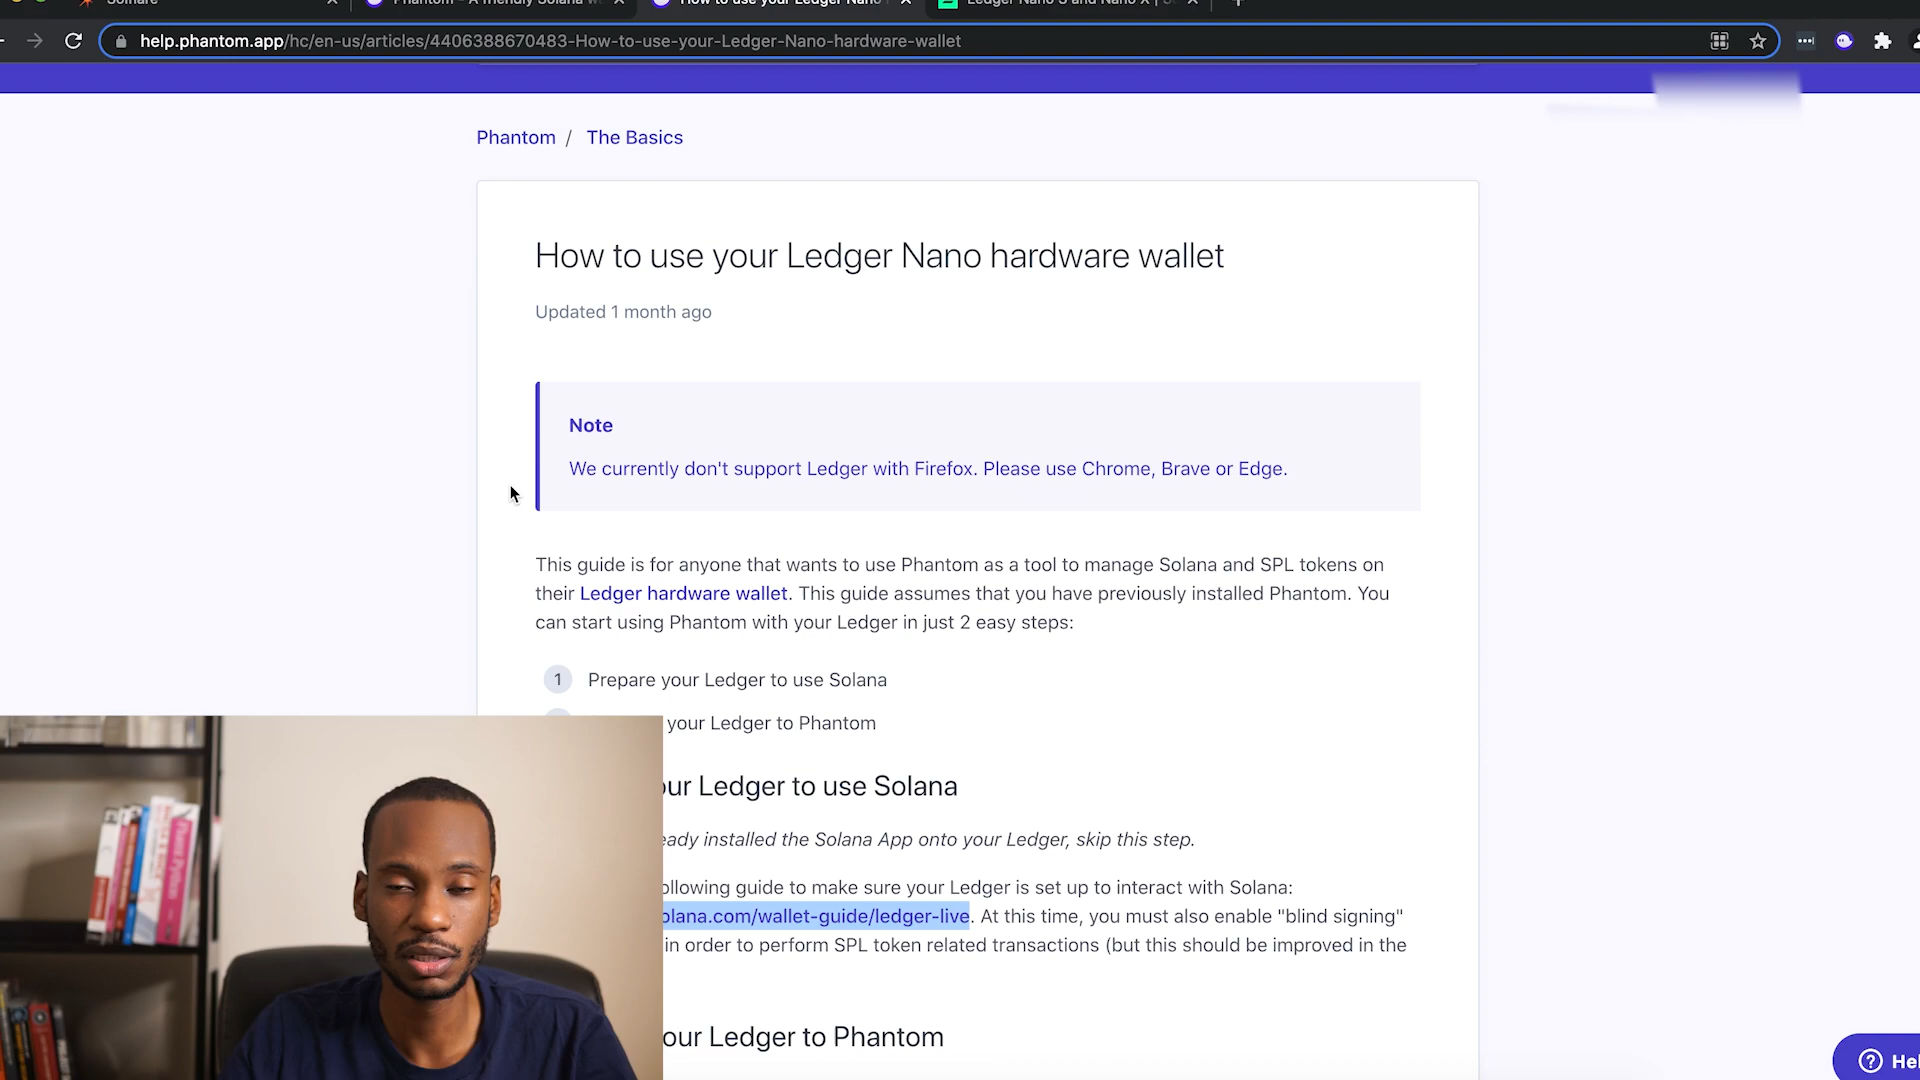 help.phantom.app/hc/en-us/articles/4406388670483-How-to-use-your-Ledger-Nano-hardware-wallet
Phantom / The Basics
How to use your Ledger Nano hardware wallet
Updated 1 month ago
Note
We currently don't support Ledger with Firefox. Please use Chrome, Brave or Edge.
This guide is for anyone that wants to use Phantom as a tool to manage Solana and SPL tokens on
their Ledger hardware wallet. This guide assumes that you have previously installed Phantom. You
can start using Phantom with your Ledger in just 2 easy steps:
1 Prepare your Ledger to use Solana
your Ledger to Phantom
Ledger to use Solana
installed the Solana App onto your Ledger, skip this step.
guide to make sure your Ledger is set up to interact with Solana:
olana.com/wallet-guide/ledger-live. At this time, you must also enable "blind signing"
in order to perform SPL token related transactions (but this should be improved in the
our Ledger to Phantom